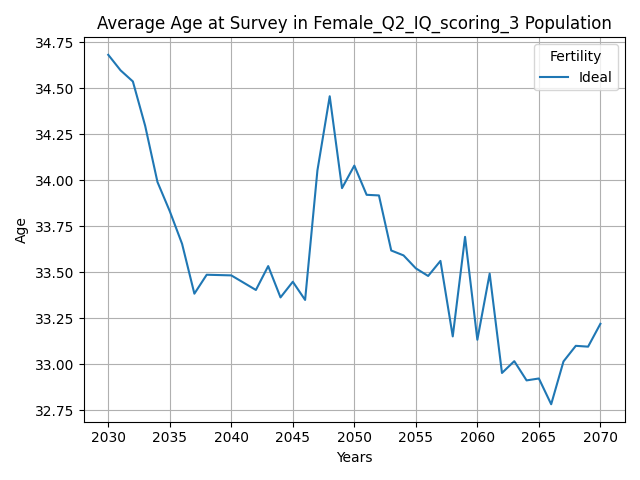 Average Age at Survey in Female_Q2_IQ_scoring_3 Population
Fertility
Ideal
34.75
34.50
34.25
34.00
33.75
33.50
33.25
33.00
32.75
Age
2030 2035 2040 2045 2050 2055 2060 2065 2070
Years